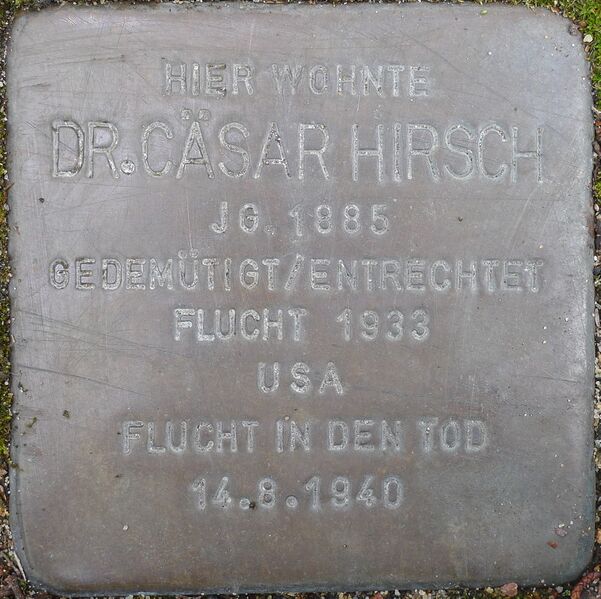 HIER WOHNTE
DR. CÄSAR HIRSCH
JG. 1885
GEDEMÜTIGT/ENTRECHTET
FLUCHT 1933
USA
FLUCHT IN DEN TOD
14.8.1940